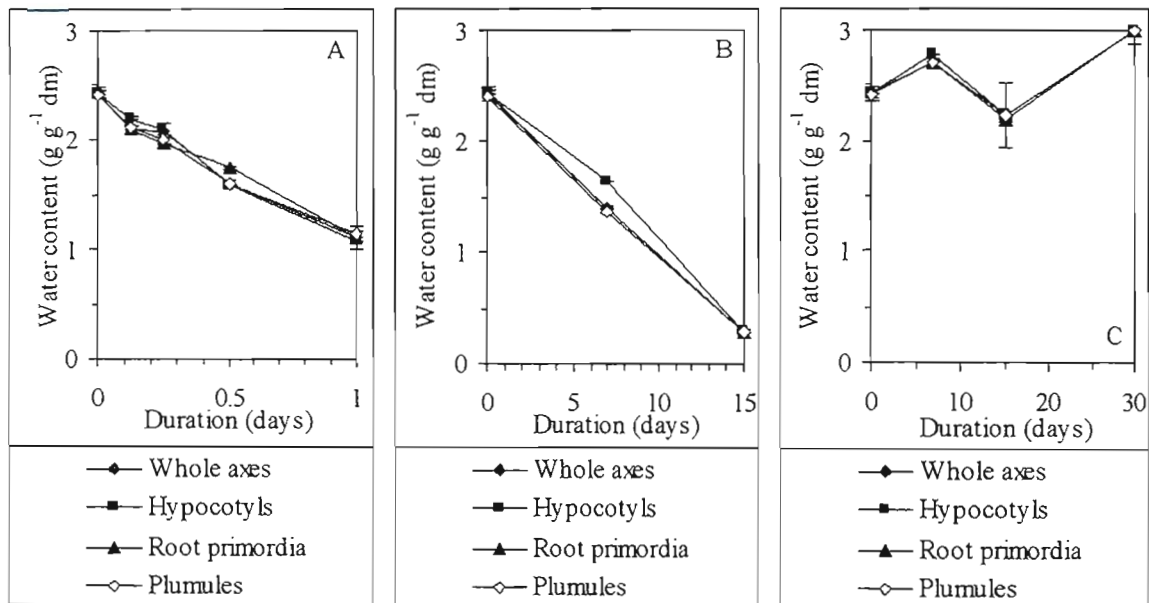 A
3
2
1
0
Water content (g g⁻¹ dm)
0 0.5 1
Duration (days)
Whole axes
Hypocotyls
Root primordia
Plumules
B
3
2
1
0
Water content (g g⁻¹ dm)
0 5 10 15
Duration (days)
Whole axes
Hypocotyls
Root primordia
Plumules
C
3
2
1
0
Water content (g g⁻¹ dm)
0 10 20 30
Duration (days)
Whole axes
Hypocotyls
Root primordia
Plumules